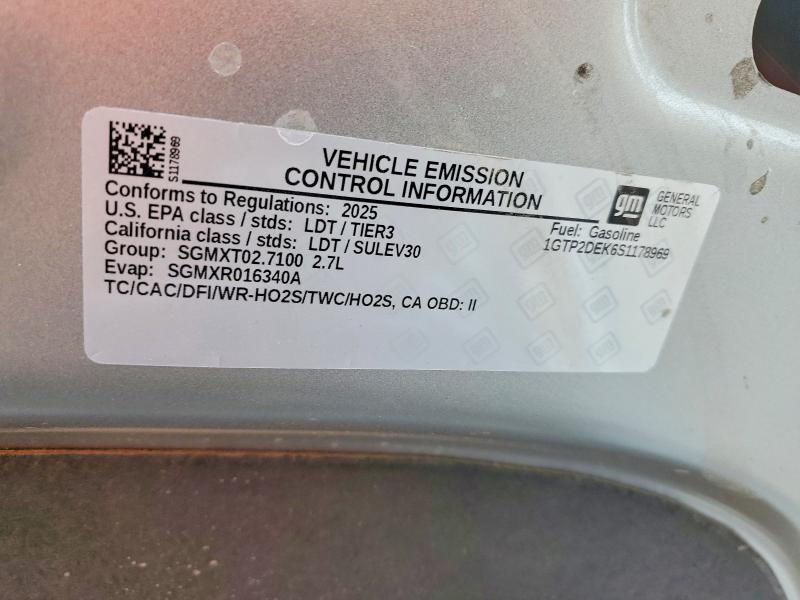 S1178969
VEHICLE EMISSION
CONTROL INFORMATION
gm
GENERAL
MOTORS
LLC
Conforms to Regulations: 2025
U.S. EPA class / stds: LDT / TIER3
California class / stds: LDT / SULEV30
Group: SGMXT02.7100 2.7L
Evap: SGMXR016340A
TC/CAC/DFI/WR-HO2S/TWC/HO2S, CA OBD: II
Fuel: Gasoline
1GTP2DEK6S1178969